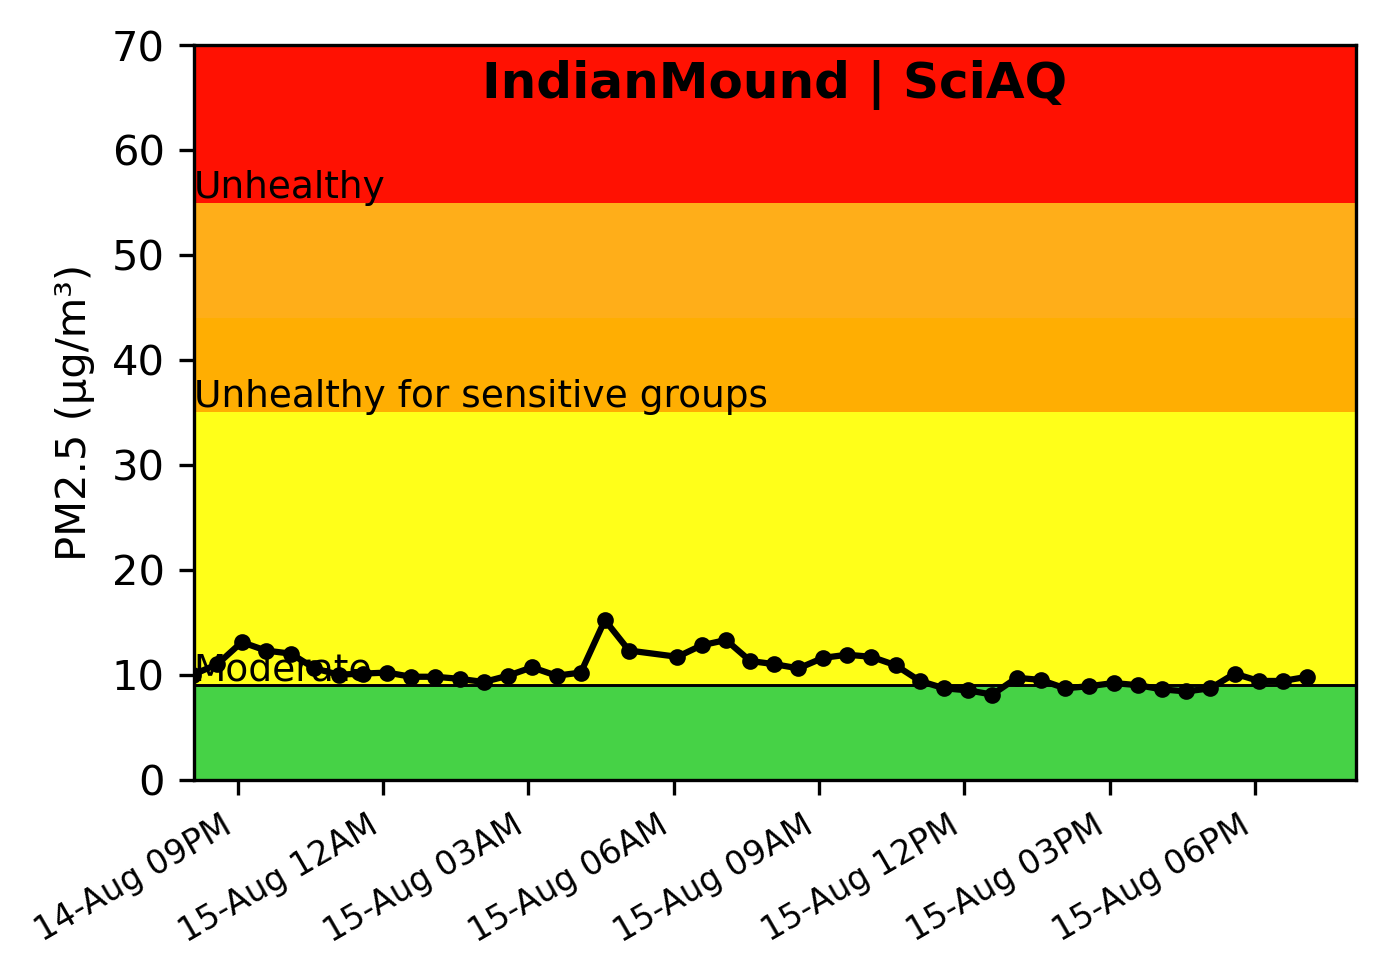 IndianMound | SciAQ
PM2.5 (µg/m³)
70
60
50
40
30
20
10
0
Unhealthy
Unhealthy for sensitive groups
Moderate
14-Aug 09PM
15-Aug 12AM
15-Aug 03AM
15-Aug 06AM
15-Aug 09AM
15-Aug 12PM
15-Aug 03PM
15-Aug 06PM